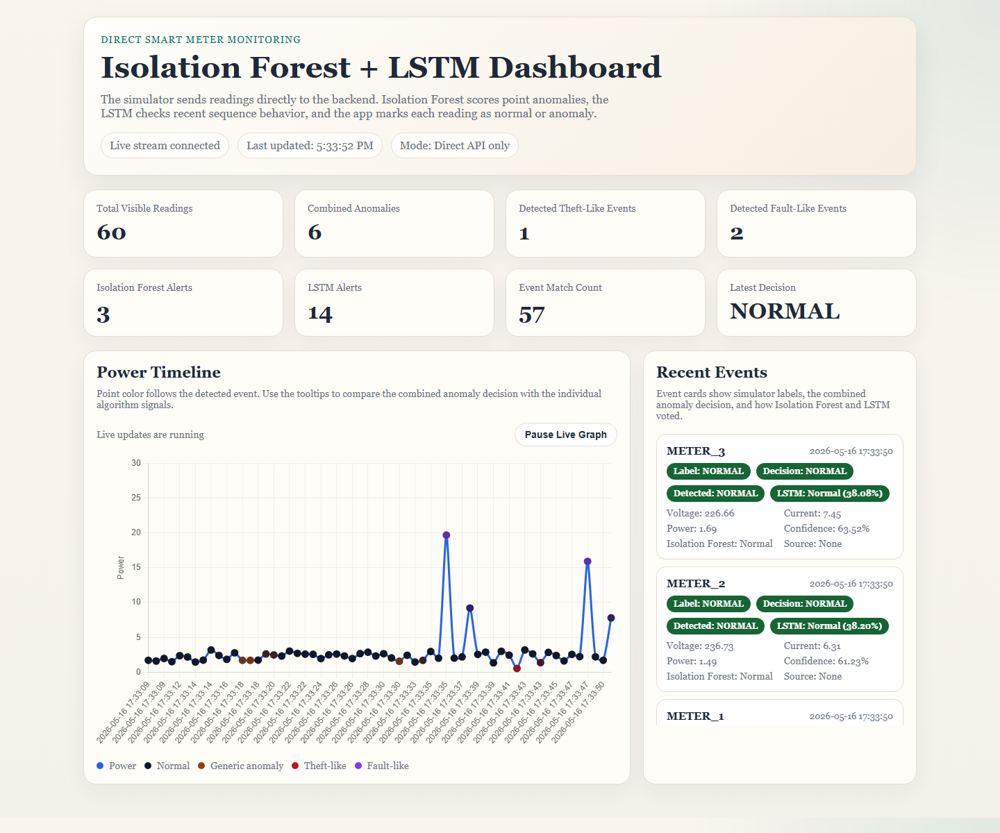 DIRECT SMART METER MONITORING
Isolation Forest + LSTM Dashboard
The simulator sends readings directly to the backend. Isolation Forest scores point anomalies, the
LSTM checks recent sequence behavior, and the app marks each reading as normal or anomaly.
Live stream connected
Last updated: 5:33:52 PM
Mode: Direct API only
Total Visible Readings
60
Combined Anomalies
6
Detected Theft-Like Events
1
Detected Fault-Like Events
2
Isolation Forest Alerts
3
LSTM Alerts
14
Event Match Count
57
Latest Decision
NORMAL
Power Timeline
Point color follows the detected event. Use the tooltips to compare the combined anomaly decision with the individual
algorithm signals.
Live updates are running
Pause Live Graph
30
25
20
15
10
5
0
Power
2026-05-16 17:33:09
2026-05-16 17:33:09
2026-05-16 17:33:12
2026-05-16 17:33:14
2026-05-16 17:33:14
2026-05-16 17:33:16
2026-05-16 17:33:18
2026-05-16 17:33:18
2026-05-16 17:33:20
2026-05-16 17:33:22
2026-05-16 17:33:22
2026-05-16 17:33:24
2026-05-16 17:33:26
2026-05-16 17:33:26
2026-05-16 17:33:28
2026-05-16 17:33:30
2026-05-16 17:33:30
2026-05-16 17:33:33
2026-05-16 17:33:35
2026-05-16 17:33:35
2026-05-16 17:33:37
2026-05-16 17:33:39
2026-05-16 17:33:39
2026-05-16 17:33:41
2026-05-16 17:33:43
2026-05-16 17:33:43
2026-05-16 17:33:45
2026-05-16 17:33:47
2026-05-16 17:33:47
2026-05-16 17:33:50
Power
Normal
Generic anomaly
Theft-like
Fault-like
Recent Events
Event cards show simulator labels, the combined
anomaly decision, and how Isolation Forest and LSTM
voted.
METER_3
2026-05-16 17:33:50
Label: NORMAL
Decision: NORMAL
Detected: NORMAL
LSTM: Normal (38.08%)
Voltage: 226.66
Current: 7.45
Power: 1.69
Confidence: 63.52%
Isolation Forest: Normal
Source: None
METER_2
2026-05-16 17:33:50
Label: NORMAL
Decision: NORMAL
Detected: NORMAL
LSTM: Normal (38.20%)
Voltage: 236.73
Current: 6.31
Power: 1.49
Confidence: 61.23%
Isolation Forest: Normal
Source: None
METER_1
2026-05-16 17:33:50